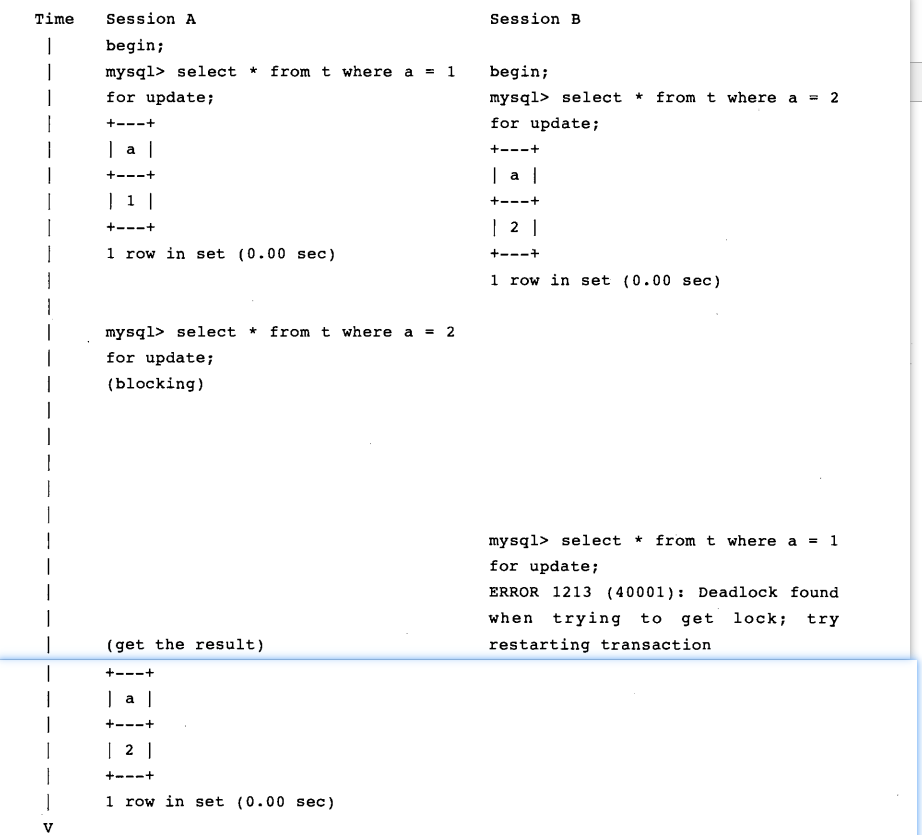 Time Session A Session B
| begin;
| mysql> select * from t where a = 1 begin;
| for update; mysql> select * from t where a = 2
| +---+ for update;
| | a | +---+
| +---+ | a |
| | 1 | +---+
| +---+ | 2 |
| 1 row in set (0.00 sec) +---+
| 1 row in set (0.00 sec)
|
| mysql> select * from t where a = 2
| for update;
| (blocking)
|
|
|
|
|
| mysql> select * from t where a = 1
| for update;
| ERROR 1213 (40001): Deadlock found
| when trying to get lock; try
| (get the result) restarting transaction
| +---+
| | a |
| +---+
| | 2 |
| +---+
| 1 row in set (0.00 sec)
V